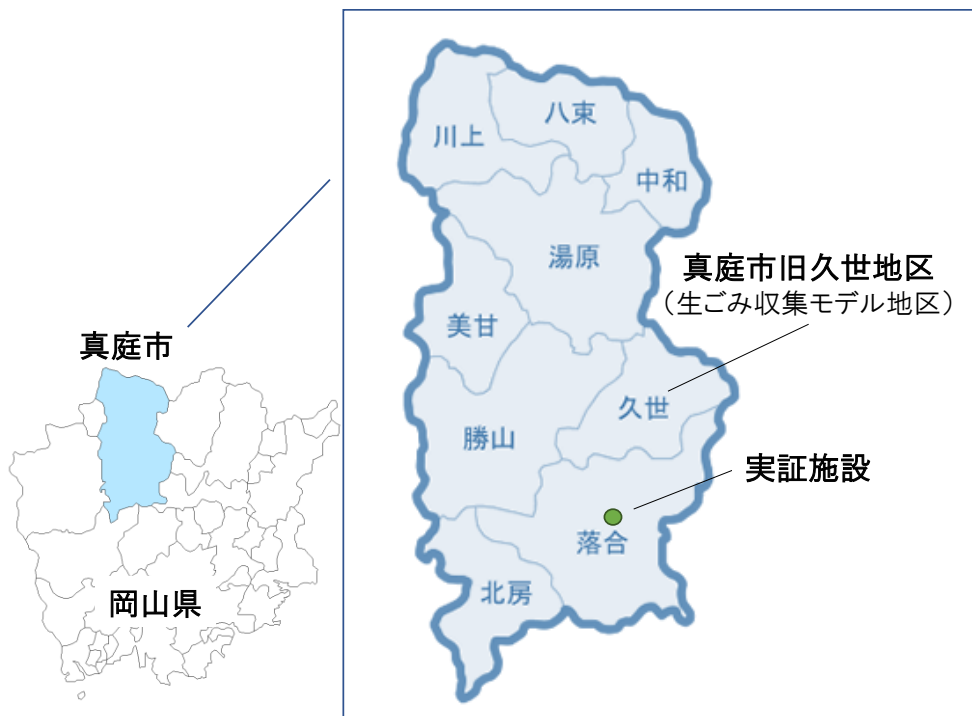 真庭市
岡山県
川上
八束
中和
湯原
真庭市旧久世地区
（生ごみ収集モデル地区）
美甘
久世
勝山
実証施設
落合
北房